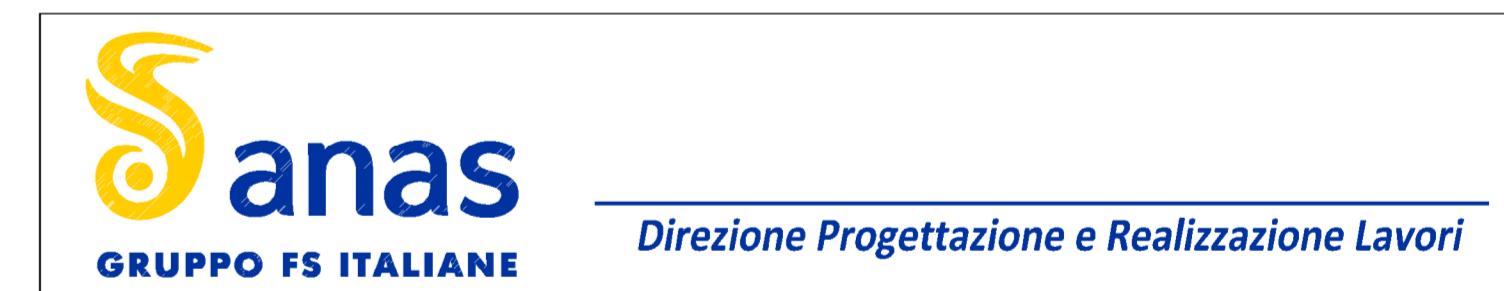 anas
GRUPPO FS ITALIANE
Direzione Progettazione e Realizzazione Lavori